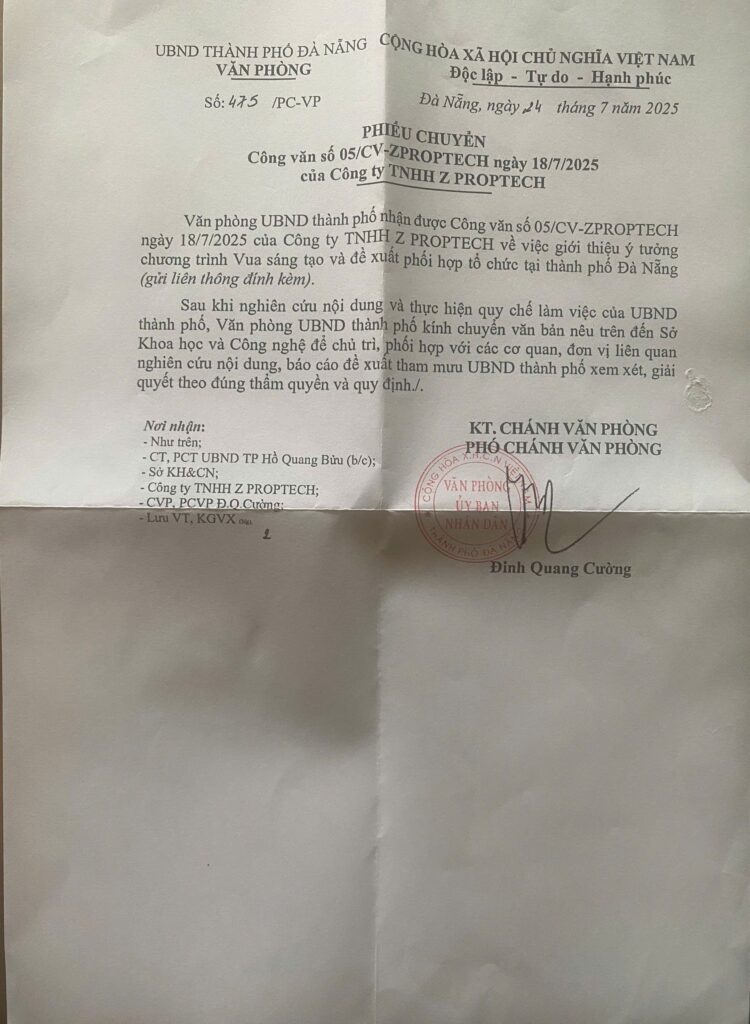 UBND THÀNH PHỐ ĐÀ NẴNG
VĂN PHÒNG
Số: 475 /PC-VP
CỘNG HÒA XÃ HỘI CHỦ NGHĨA VIỆT NAM
Độc lập - Tự do - Hạnh phúc
Đà Nẵng, ngày 24 tháng 7 năm 2025
PHIẾU CHUYỂN
Công văn số 05/CV-ZPROPTECH ngày 18/7/2025
của Công ty TNHH Z PROPTECH
Văn phòng UBND thành phố nhận được Công văn số 05/CV-ZPROPTECH
ngày 18/7/2025 của Công ty TNHH Z PROPTECH về việc giới thiệu ý tưởng
chương trình Vua sáng tạo và đề xuất phối hợp tổ chức tại thành phố Đà Nẵng
(gửi liên thông đính kèm).
Sau khi nghiên cứu nội dung và thực hiện quy chế làm việc của UBND
thành phố, Văn phòng UBND thành phố kính chuyển văn bản nêu trên đến Sở
Khoa học và Công nghệ để chủ trì, phối hợp với các cơ quan, đơn vị liên quan
nghiên cứu nội dung, báo cáo đề xuất tham mưu UBND thành phố xem xét, giải
quyết theo đúng thẩm quyền và quy định./.
Nơi nhận:
- Như trên;
- CT, PCT UBND TP Hồ Quang Bửu (b/c);
- Sở KH&CN;
- Công ty TNHH Z PROPTECH;
- CVP, PCVP Đ.Q.Cường;
- Lưu VT, KGVX
2
KT. CHÁNH VĂN PHÒNG
PHÓ CHÁNH VĂN PHÒNG
CỘNG HÒA X.H.C.N VIỆT NAM
VĂN PHÒNG
ỦY BAN
NHÂN DÂN
THÀNH PHỐ ĐÀ NẴNG
Đinh Quang Cường